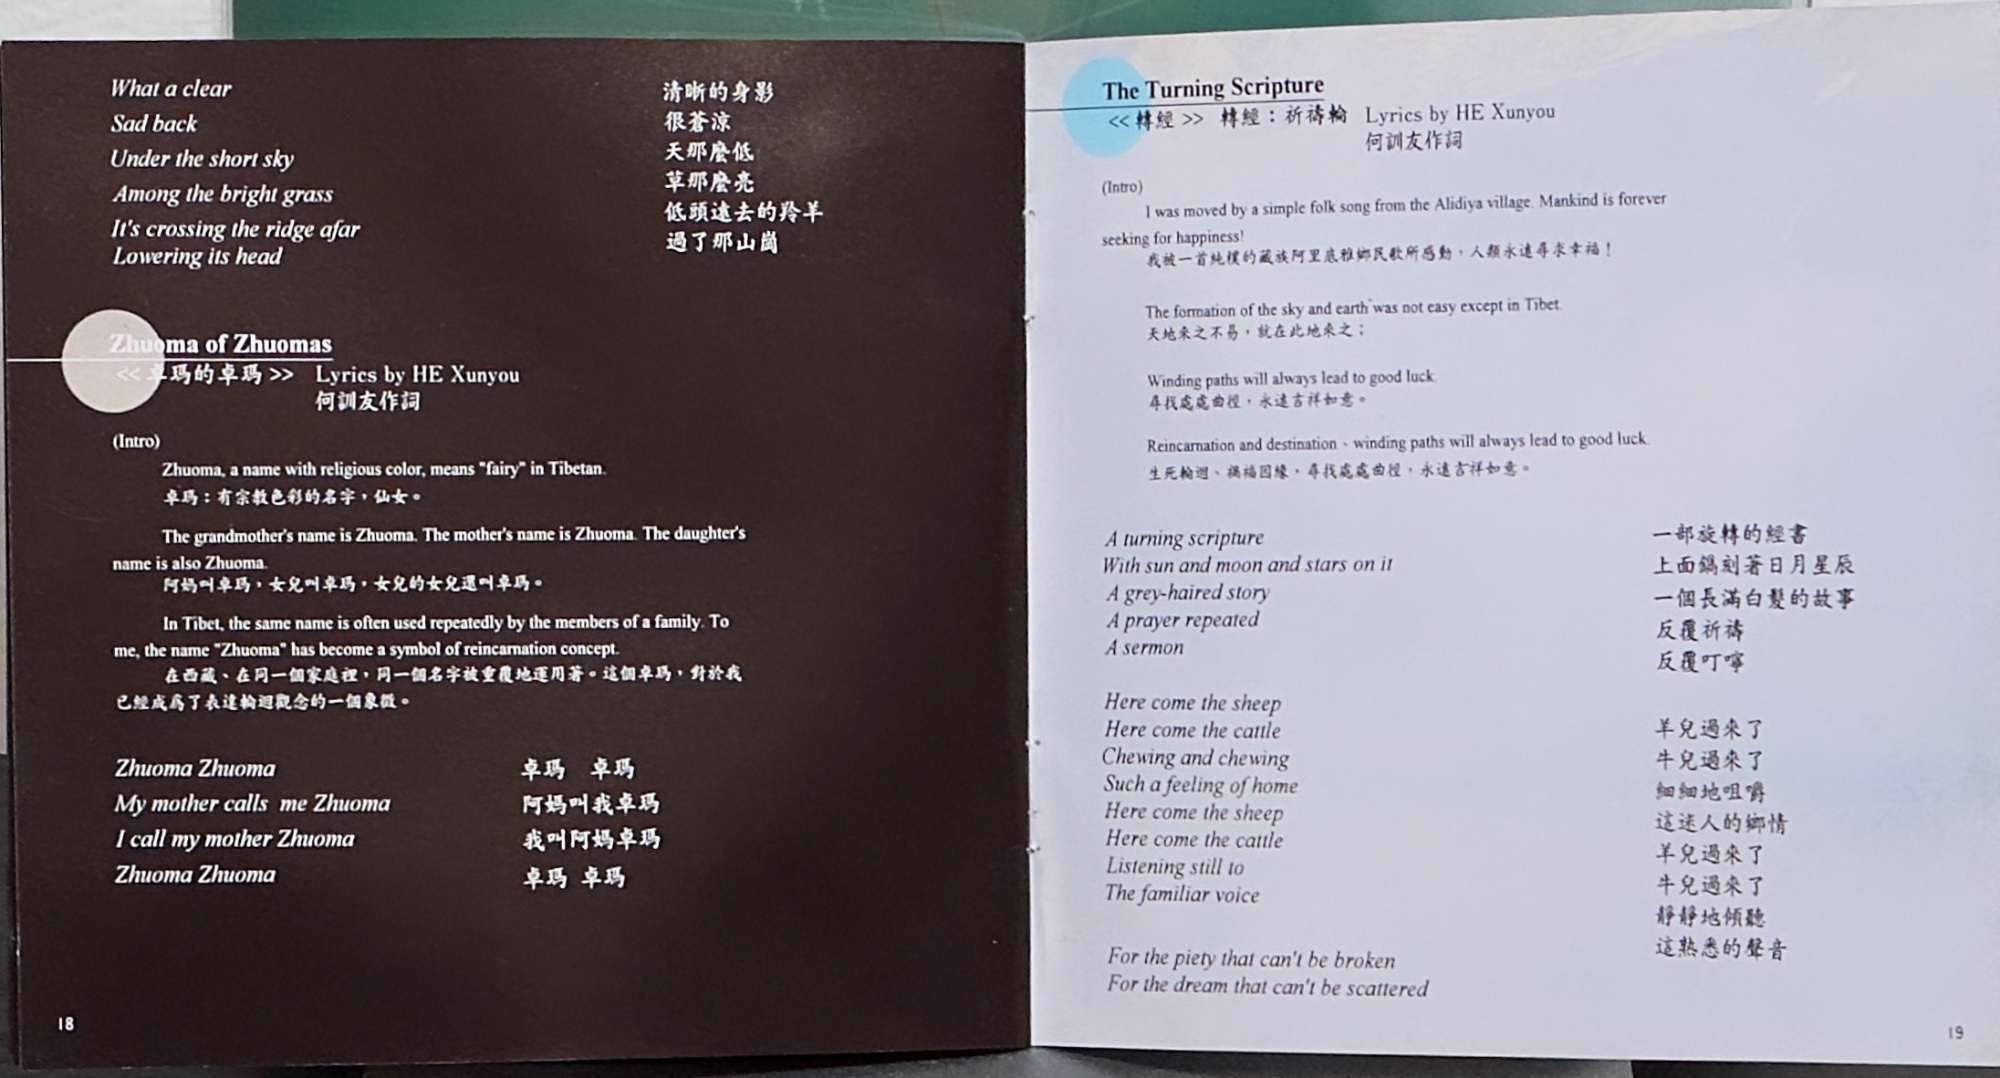 What a clear
Sad back
Under the short sky
Among the bright grass
It's crossing the ridge afar
Lowering its head
清晰的身影
很蒼涼
天那麼低
草那麼亮
低頭遠去的羚羊
過了那山崗
Zhuoma of Zhuomas
<< 卓瑪的卓瑪 >> Lyrics by HE Xunyou
何訓友作詞
(Intro)
Zhuoma, a name with religious color, means "fairy" in Tibetan.
卓瑪：有宗教色彩的名字，仙女。
The grandmother's name is Zhuoma. The mother's name is Zhuoma. The daughter's
name is also Zhuoma.
阿媽叫卓瑪，女兒叫卓瑪，女兒的女兒還叫卓瑪。
In Tibet, the same name is often used repeatedly by the members of a family. To
me, the name "Zhuoma" has become a symbol of reincarnation concept.
在西藏、在同一個家庭裡，同一個名字被重覆地運用著。這個卓瑪，對於我
已經成為了表達輪迴觀念的一個象徵。
Zhuoma Zhuoma
My mother calls me Zhuoma
I call my mother Zhuoma
Zhuoma Zhuoma
卓瑪 卓瑪
阿媽叫我卓瑪
我叫阿媽卓瑪
卓瑪 卓瑪
18
The Turning Scripture
<< 轉經 >> 轉經：祈禱輪 Lyrics by HE Xunyou
何訓友作詞
(Intro)
I was moved by a simple folk song from the Alidiya village. Mankind is forever
seeking for happiness!
我被一首純樸的藏族阿里底雅鄉民歌所感動，人類永遠尋求幸福！
The formation of the sky and earth was not easy except in Tibet.
天地來之不易，就在此地來之；
Winding paths will always lead to good luck.
尋找處處曲徑，永遠吉祥如意。
Reincarnation and destination、winding paths will always lead to good luck.
生死輪迴、禍福因緣，尋找處處曲徑，永遠吉祥如意。
A turning scripture
With sun and moon and stars on it
A grey-haired story
A prayer repeated
A sermon
Here come the sheep
Here come the cattle
Chewing and chewing
Such a feeling of home
Here come the sheep
Here come the cattle
Listening still to
The familiar voice
For the piety that can't be broken
For the dream that can't be scattered
一部旋轉的經書
上面鐫刻著日月星辰
一個長滿白髮的故事
反覆祈禱
反覆叮嚀
羊兒過來了
牛兒過來了
細細地咀嚼
這迷人的鄉情
羊兒過來了
牛兒過來了
靜靜地傾聽
這熟悉的聲音
19